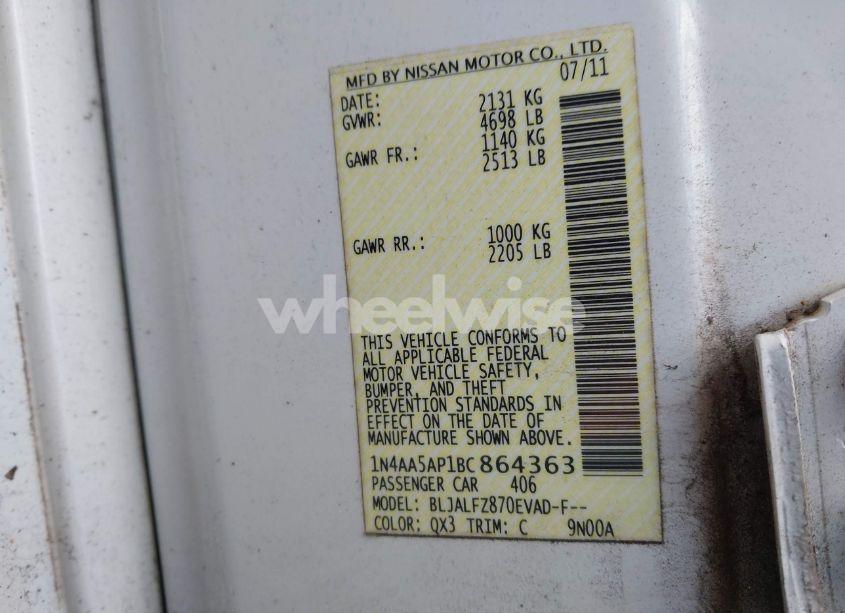 MFD BY NISSAN MOTOR CO., LTD.
DATE: 07/11
GVWR: 2131 KG
4698 LB
GAWR FR.: 1140 KG
2513 LB
GAWR RR.: 1000 KG
2205 LB
wheelwise
THIS VEHICLE CONFORMS TO
ALL APPLICABLE FEDERAL
MOTOR VEHICLE SAFETY,
BUMPER, AND THEFT
PREVENTION STANDARDS IN
EFFECT ON THE DATE OF
MANUFACTURE SHOWN ABOVE.
1N4AA5AP1BC864363
PASSENGER CAR 406
MODEL: BLJALFZ870EVAD-F--
COLOR: QX3 TRIM: C 9N00A